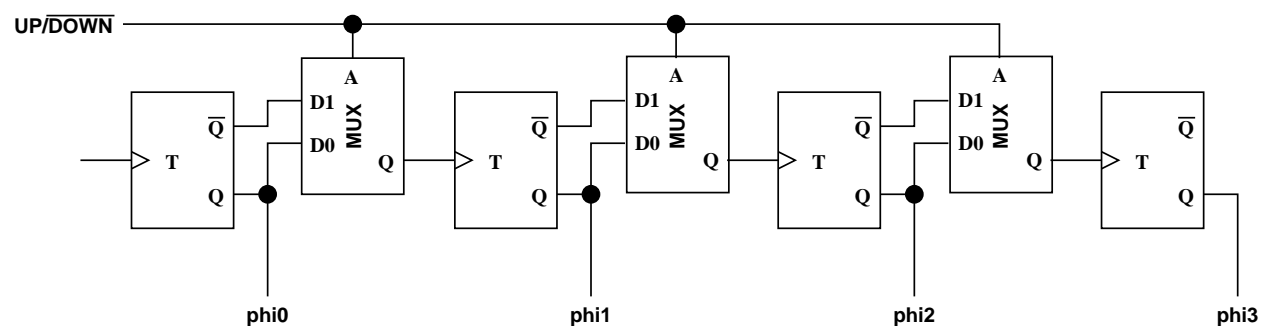 UP/DOWN
A
A
A
D1
MUX
D0
Q
D1
MUX
D0
Q
D1
MUX
D0
Q
Q̅
T
Q
Q̅
T
Q
Q̅
T
Q
Q̅
T
Q
phi0
phi1
phi2
phi3